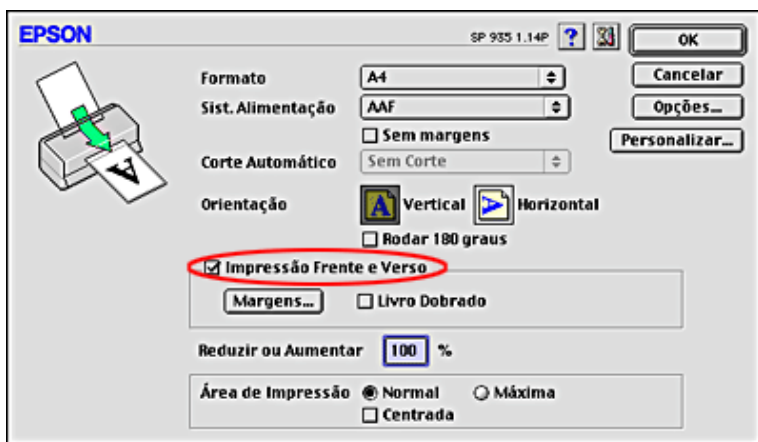 EPSON SP 935 1.14P ? OK
Formato A4 Cancelar
Sist. Alimentação AAF Opções...
Sem margens Personalizar...
Corte Automático Sem Corte
Orientação A Vertical A Horizontal
Rodar 180 graus
Impressão Frente e Verso
Margens... Livro Dobrado
Reduzir ou Aumentar 100 %
Área de Impressão Normal Máxima
Centrada
A